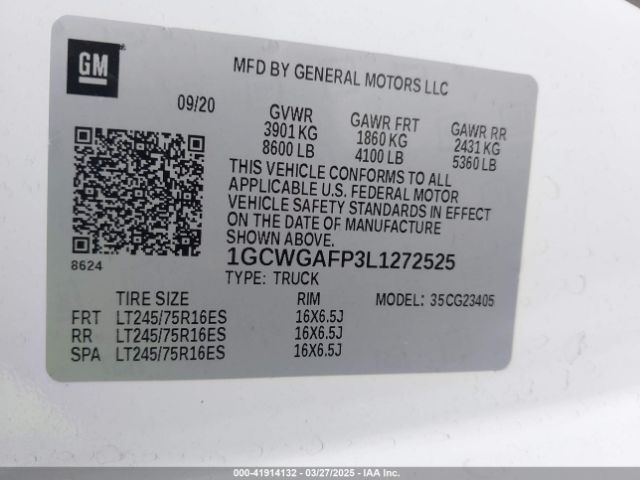 GM
MFD BY GENERAL MOTORS LLC
09/20
GVWR
3901 KG
8600 LB
GAWR FRT
1860 KG
4100 LB
GAWR RR
2431 KG
5360 LB
THIS VEHICLE CONFORMS TO ALL
APPLICABLE U.S. FEDERAL MOTOR
VEHICLE SAFETY STANDARDS IN EFFECT
ON THE DATE OF MANUFACTURE
1GCWGAFP3L1272525
8624
TYPE: TRUCK
TIRE SIZE RIM MODEL: 35CG23405
FRT LT245/75R16ES 16X6.5J
RR LT245/75R16ES 16X6.5J
SPA LT245/75R16ES 16X6.5J
000-41914132 — 03/27/2025 — IAA Inc.